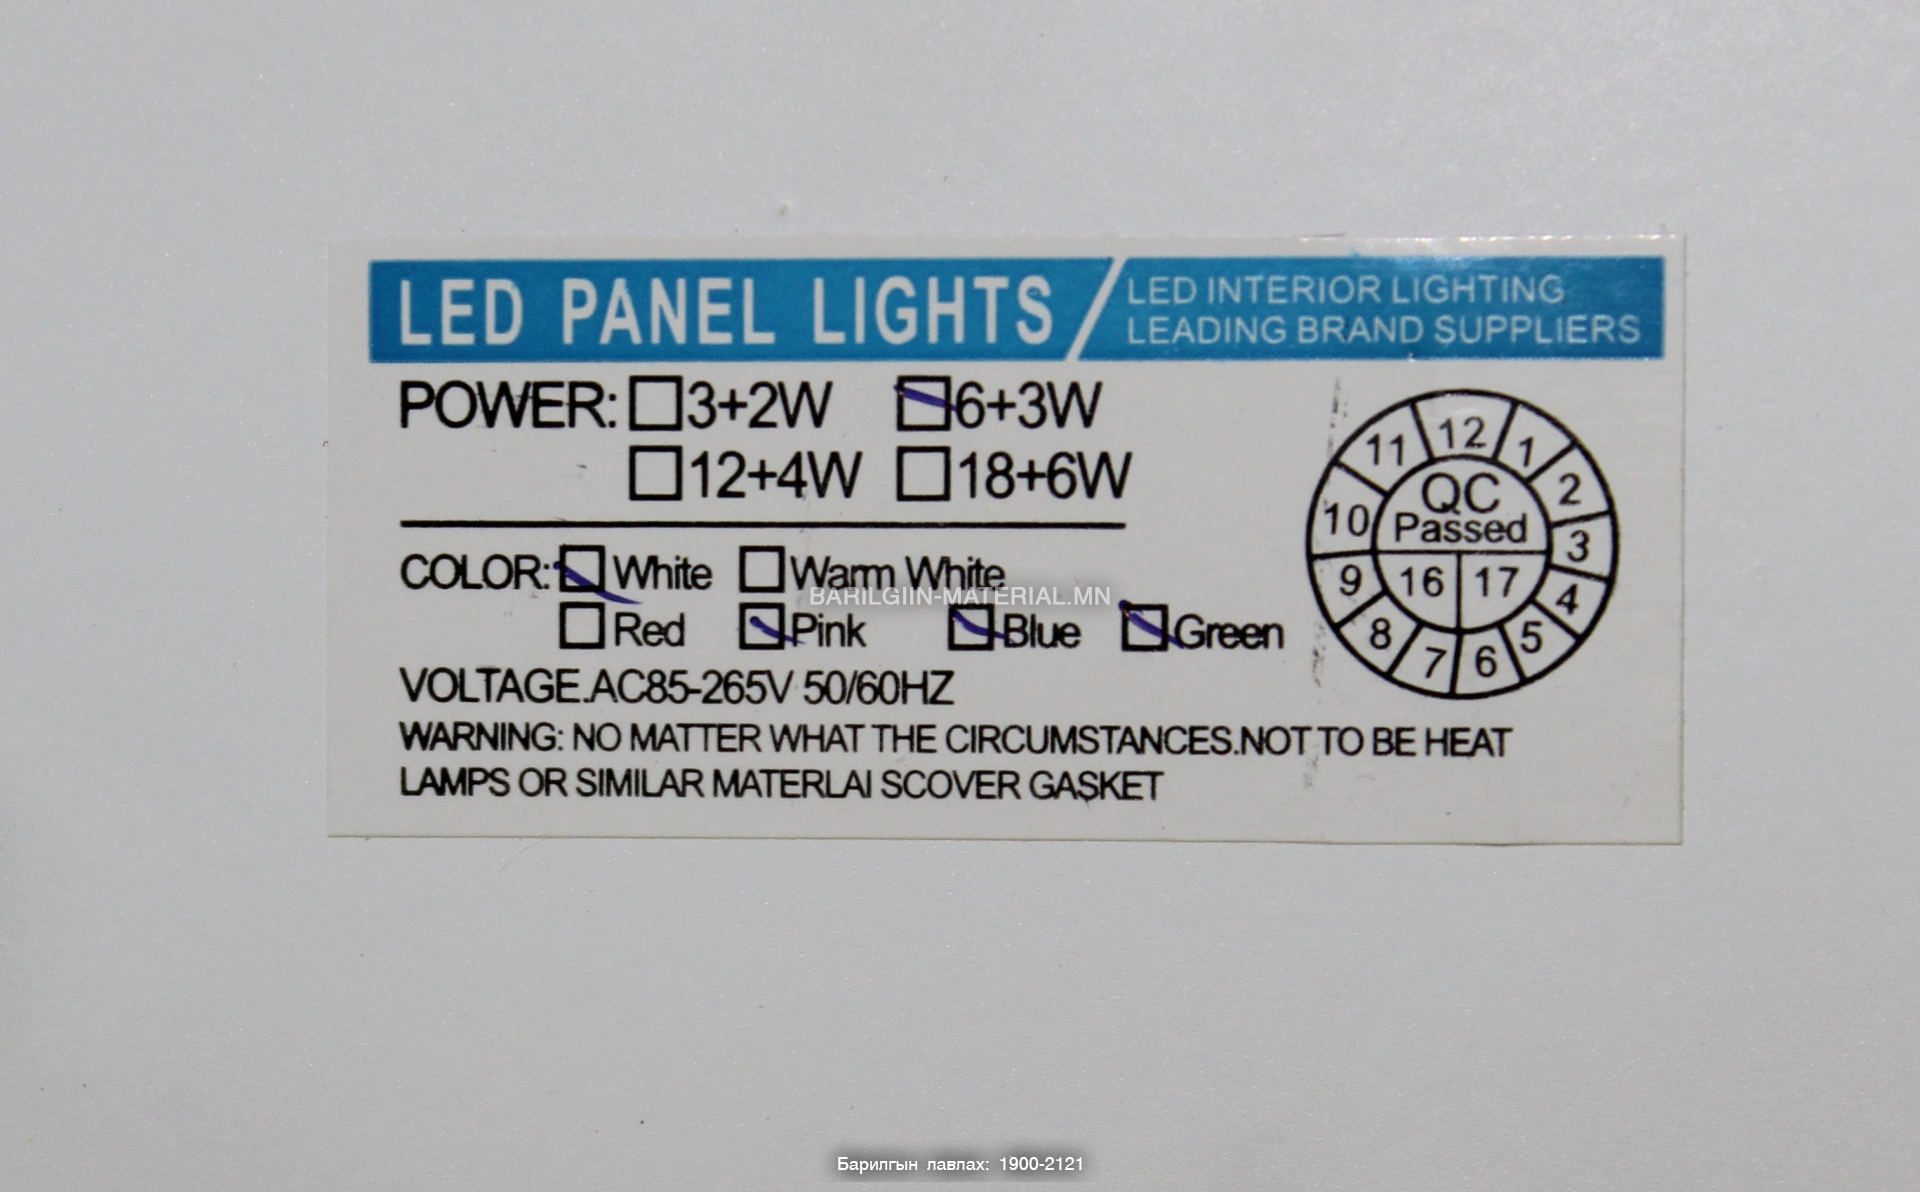 LED PANEL LIGHTS
LED INTERIOR LIGHTING
LEADING BRAND SUPPLIERS
POWER: 3+2W 6+3W
12+4W 18+6W
COLOR: White Warm White
BARILGIIN-MATERIAL.MN
Red Pink Blue Green
VOLTAGE.AC85-265V 50/60HZ
WARNING: NO MATTER WHAT THE CIRCUMSTANCES.NOT TO BE HEAT
LAMPS OR SIMILAR MATERLAI SCOVER GASKET
QC
Passed
16 17
12 1 2 3 4 5 6 7 8 9 10 11
Барилгын лавлах: 1900-2121